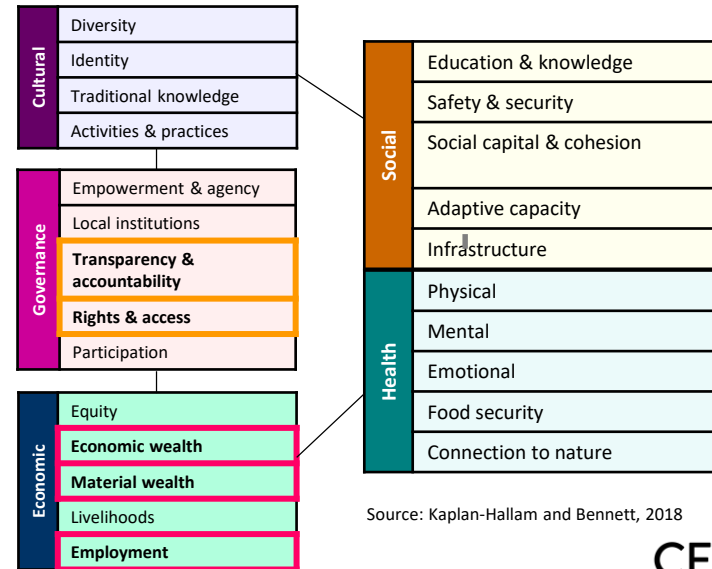 Cultural
Diversity
Identity
Traditional knowledge
Activities & practices
Governance
Empowerment & agency
Local institutions
Transparency &
accountability
Rights & access
Participation
Economic
Equity
Economic wealth
Material wealth
Livelihoods
Employment
Social
Education & knowledge
Safety & security
Social capital & cohesion
Adaptive capacity
Infrastructure
Health
Physical
Mental
Emotional
Food security
Connection to nature
Source: Kaplan-Hallam and Bennett, 2018
CE